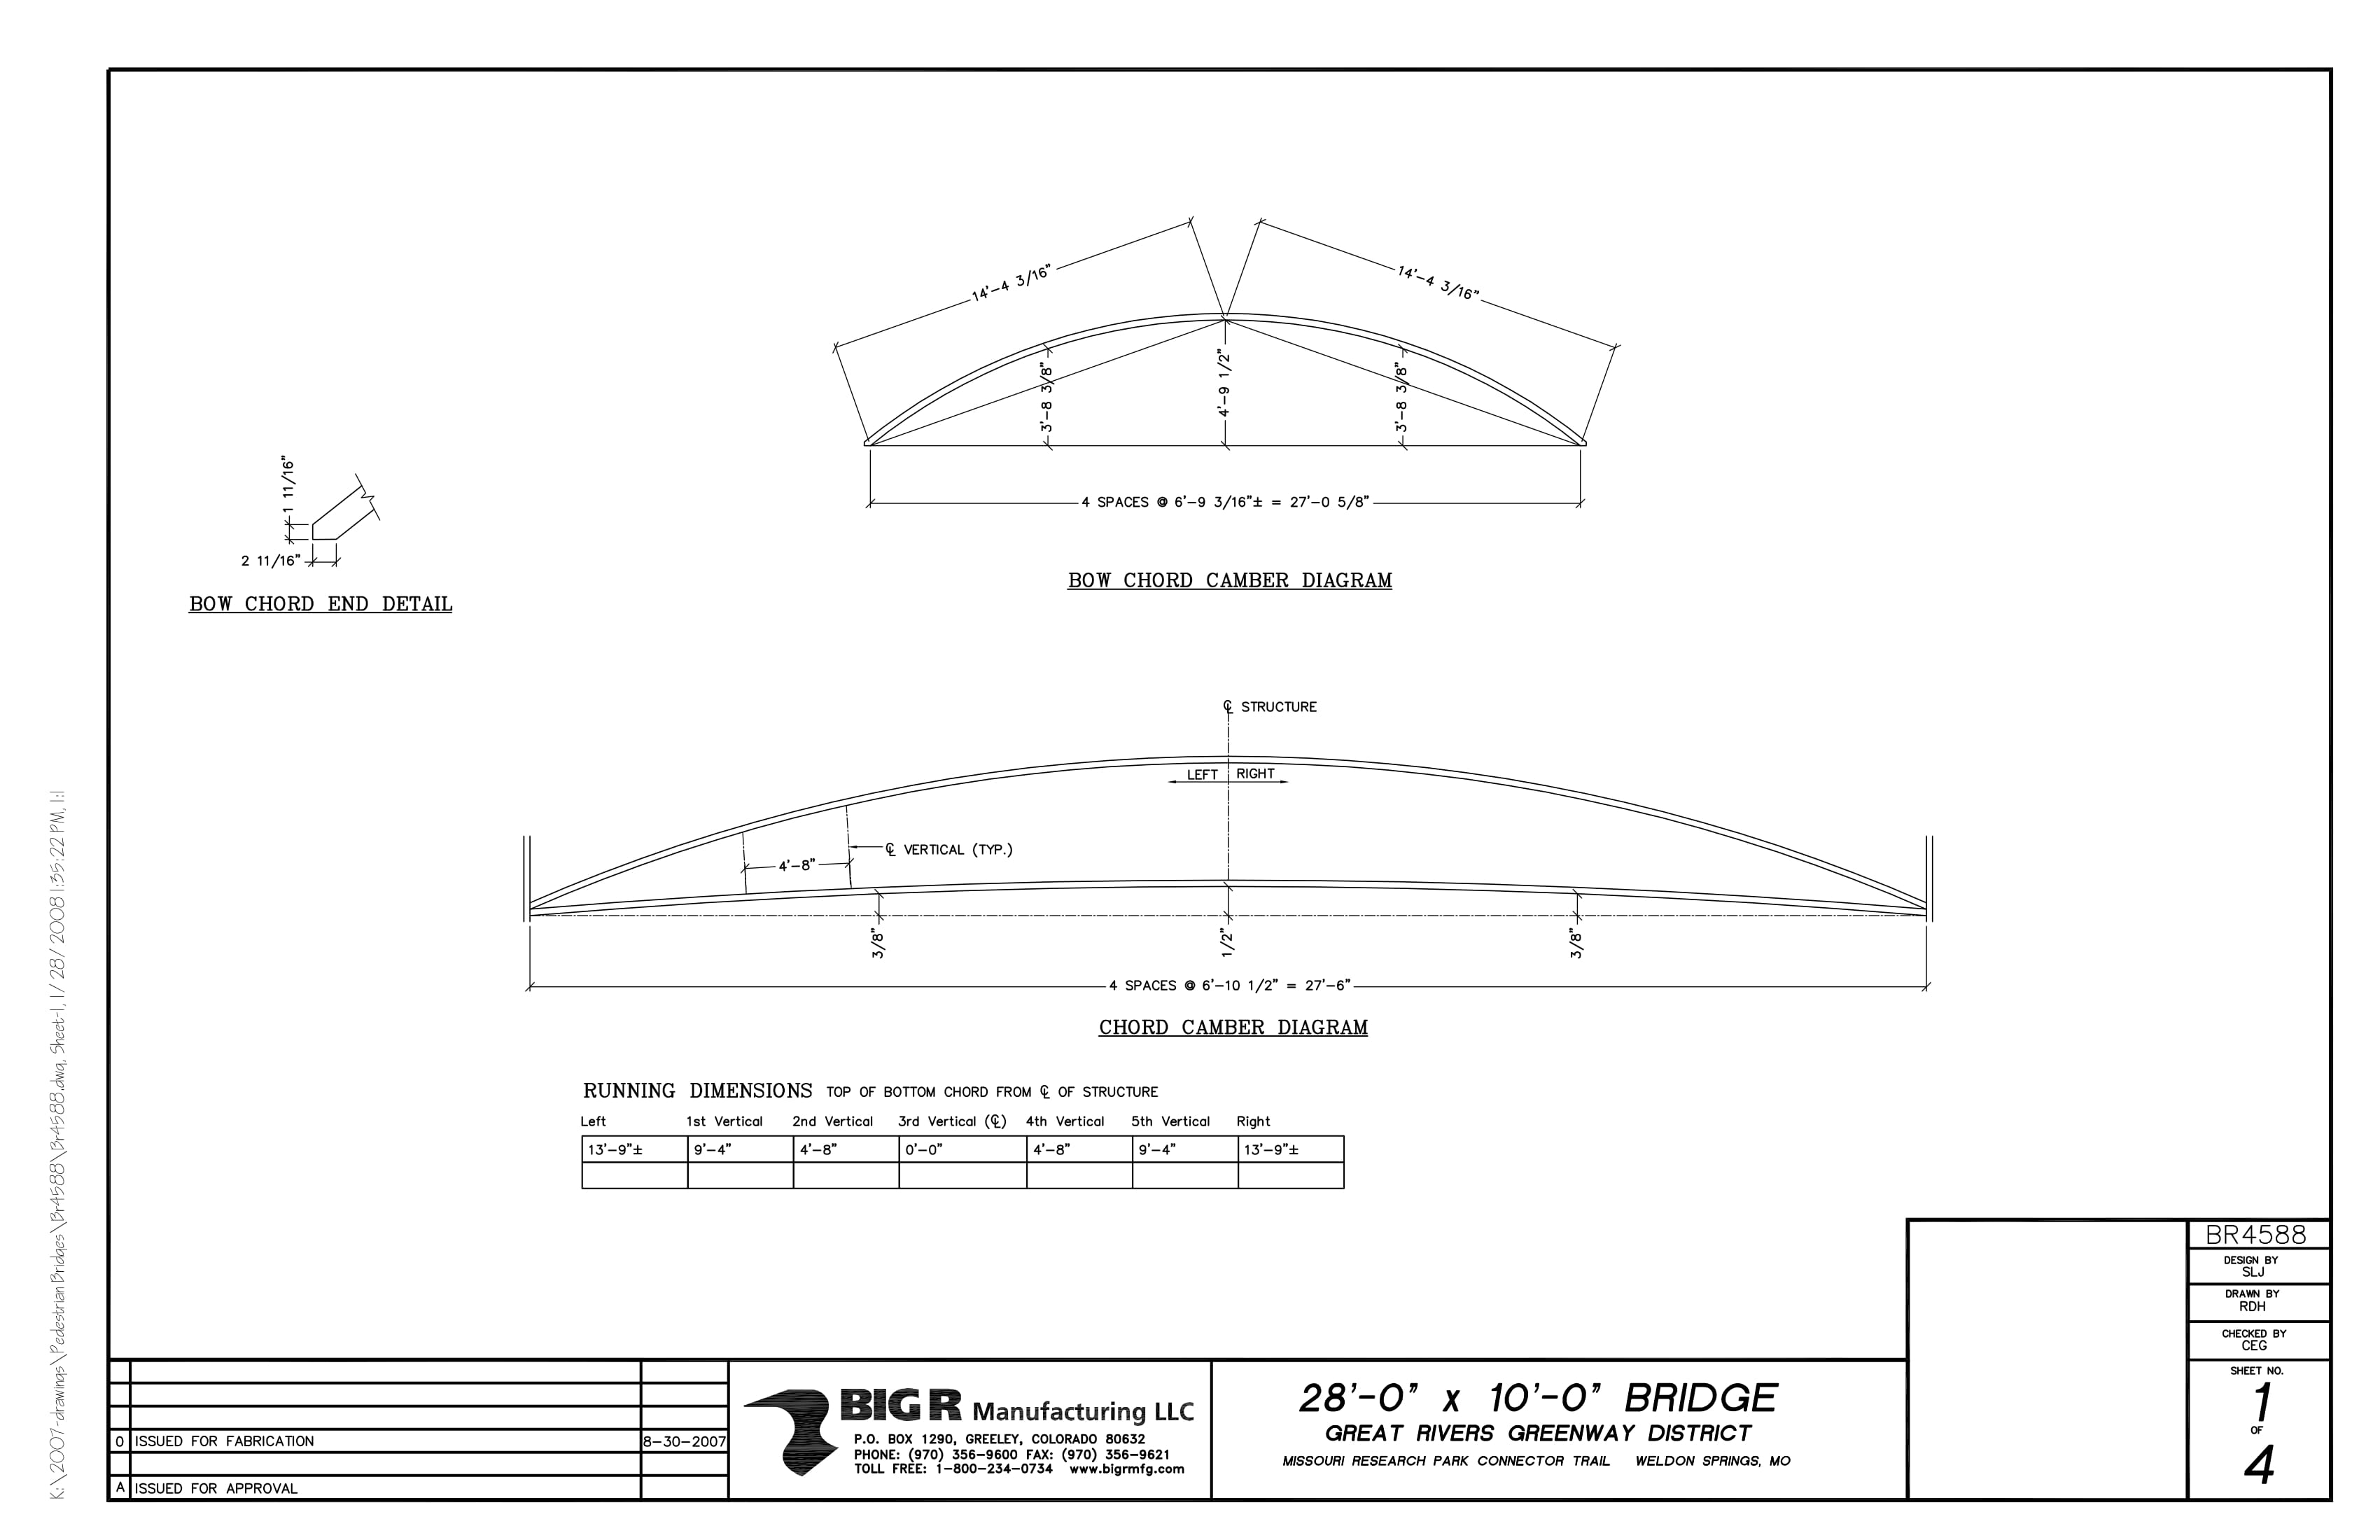 14'-4 3/16"
14'-4 3/16"
3'-8 3/8"
4'-9 1/2"
3'-8 3/8"
4 SPACES @ 6'-9 3/16"± = 27'-0 5/8"
BOW CHORD CAMBER DIAGRAM
1 11/16"
2 11/16"
BOW CHORD END DETAIL
℄ STRUCTURE
LEFT RIGHT
℄ VERTICAL (TYP.)
4'-8"
3/8"
1/2"
3/8"
4 SPACES @ 6'-10 1/2" = 27'-6"
CHORD CAMBER DIAGRAM
RUNNING DIMENSIONS TOP OF BOTTOM CHORD FROM ℄ OF STRUCTURE
Left 1st Vertical 2nd Vertical 3rd Vertical (℄) 4th Vertical 5th Vertical Right
13'-9"± 9'-4" 4'-8" 0'-0" 4'-8" 9'-4" 13'-9"±
K:\2007-drawings\Pedestrian Bridges\Br4588\Br4588.dwg, Sheet-1, 1/28/2008 1:35:22 PM, 1:1
0 ISSUED FOR FABRICATION 8-30-2007
A ISSUED FOR APPROVAL
BIG R Manufacturing LLC
P.O. BOX 1290, GREELEY, COLORADO 80632
PHONE: (970) 356-9600 FAX: (970) 356-9621
TOLL FREE: 1-800-234-0734 www.bigrmfg.com
28'-0" x 10'-0" BRIDGE
GREAT RIVERS GREENWAY DISTRICT
MISSOURI RESEARCH PARK CONNECTOR TRAIL WELDON SPRINGS, MO
BR4588
DESIGN BY
SLJ
DRAWN BY
RDH
CHECKED BY
CEG
SHEET NO.
1
OF
4